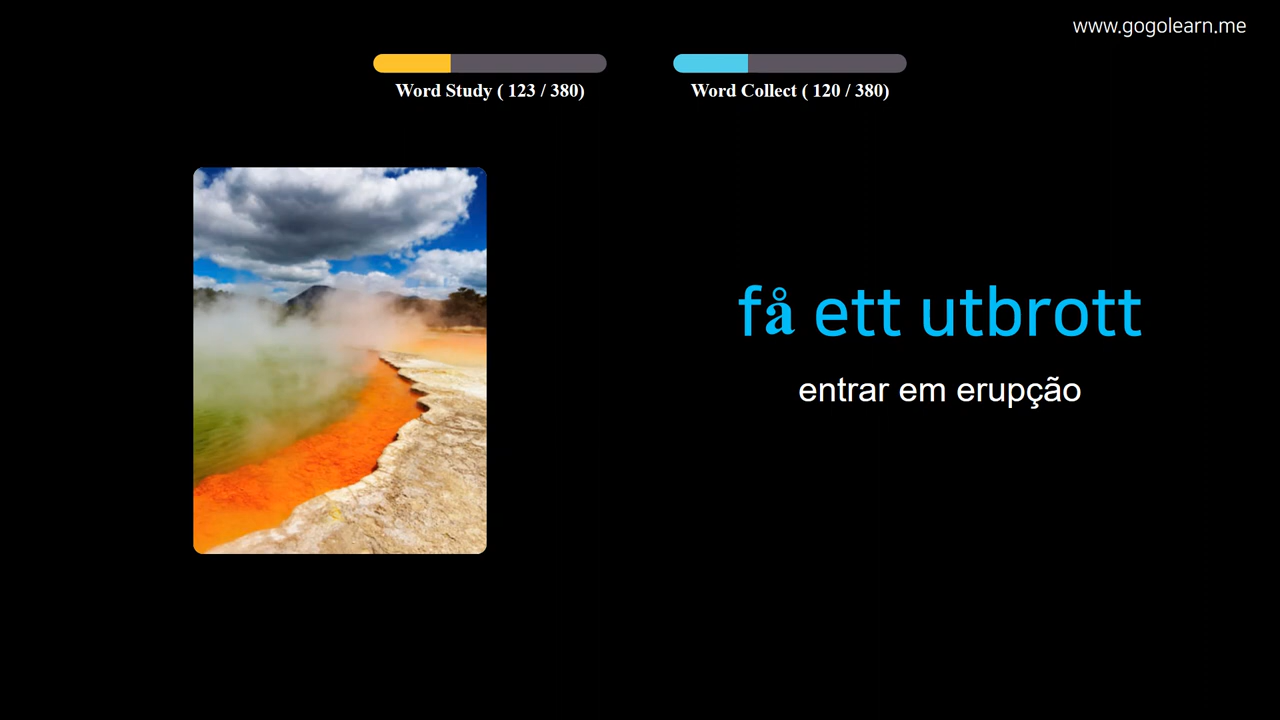 www.gogolearn.me
Word Study ( 123 / 380)
Word Collect ( 120 / 380)
få ett utbrott
entrar em erupção